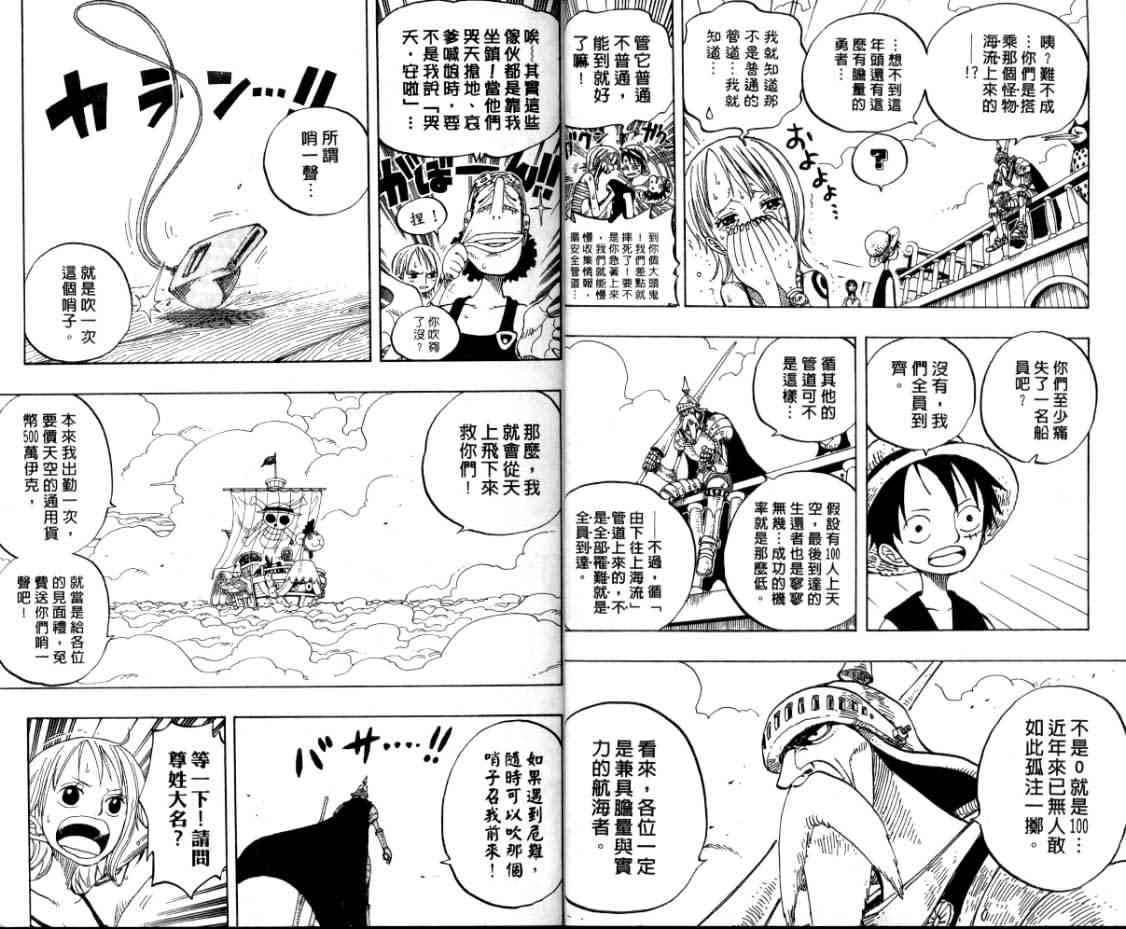 咦？難不成
…你們是搭
乘那個怪物
海流上來的
——!?
…想不到這
年頭還有這
麼有膽量的
勇者…
？
我就知道那
不是普通的
管道…我就
知道…
およよょ…
管它普通
不普通，
能到就好
了嘛！
ガク
ガク
到你個大頭鬼
！我們差點就
摔死了！要不
是你急著上來
，我們就能慢
慢收集情報，
循安全管道…
你們至少痛
失了一名船
員吧？
沒有，我
們全員到
齊。
循其他的
管道可不
是這樣…
假設有100人上天
空，最後到達的
生還者也是寥寥
無幾…成功的機
率就是那麼低。
——不過，循「
由下往上海流」
管道上來的，不
是全部罹難就是
全員到達。
不是0就是100…
近年來已無人敢
如此孤注一擲
看來，各位一定
是兼具膽量與實
力的航海者。
唉～其實這些
傢伙都是靠我
坐鎮！當他們
哭天搶地、哀
爹喊娘時，要
不是我說「哭
天，安啦」…
がぼーーん!!
捏！
你吹夠
了沒？
カラン…!!
所謂
哨一聲…
就是吹一次
這個哨子。
那麼，我
就會從天
上飛下來
救你們！
本來我出勤一次，
要價天空的通用貨
幣500萬伊克，
就當是給各位
的見面禮，免
費送你們哨一
聲吧！
バサ…!!
如果遇到危難，
隨時可以吹那個
哨子召我前來！
等一下！請問
尊姓大名？